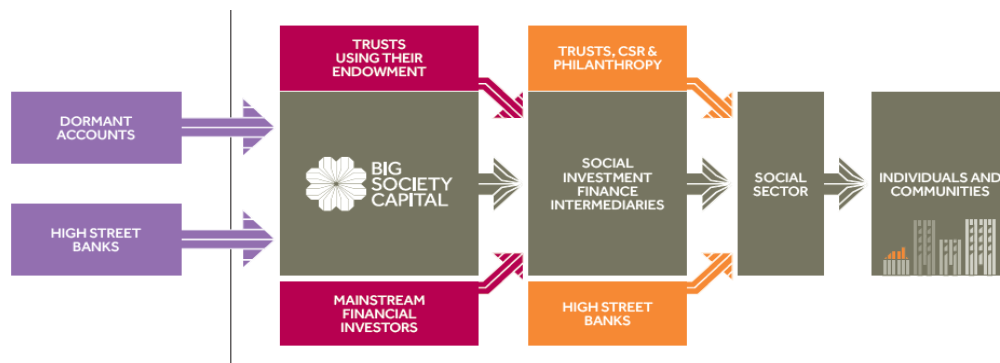 DORMANT
ACCOUNTS
HIGH STREET
BANKS
TRUSTS
USING THEIR
ENDOWMENT
BIG
SOCIETY
CAPITAL
MAINSTREAM
FINANCIAL
INVESTORS
TRUSTS, CSR &
PHILANTHROPY
SOCIAL
INVESTMENT
FINANCE
INTERMEDIARIES
HIGH STREET
BANKS
SOCIAL
SECTOR
INDIVIDUALS AND
COMMUNITIES